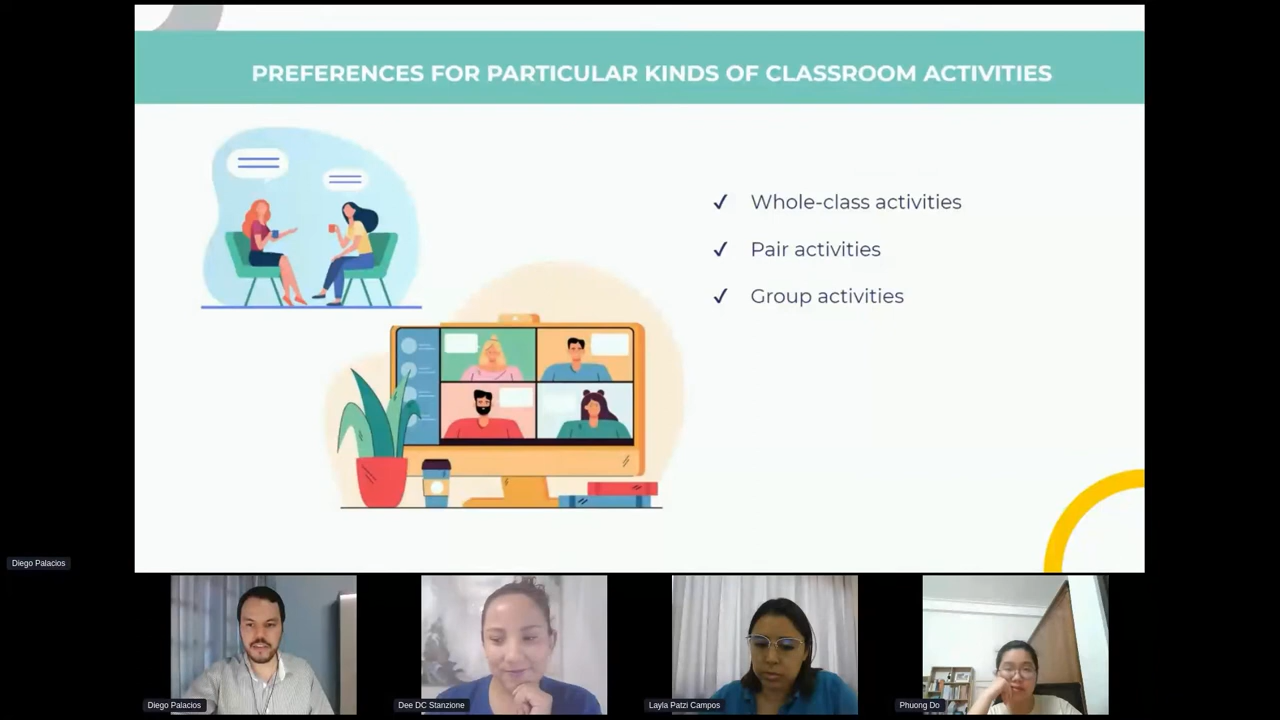 PREFERENCES FOR PARTICULAR KINDS OF CLASSROOM ACTIVITIES
✓ Whole-class activities
✓ Pair activities
✓ Group activities
Diego Palacios
Diego Palacios
Dee DC Stanzione
Layla Patzi Campos
Phuong Do